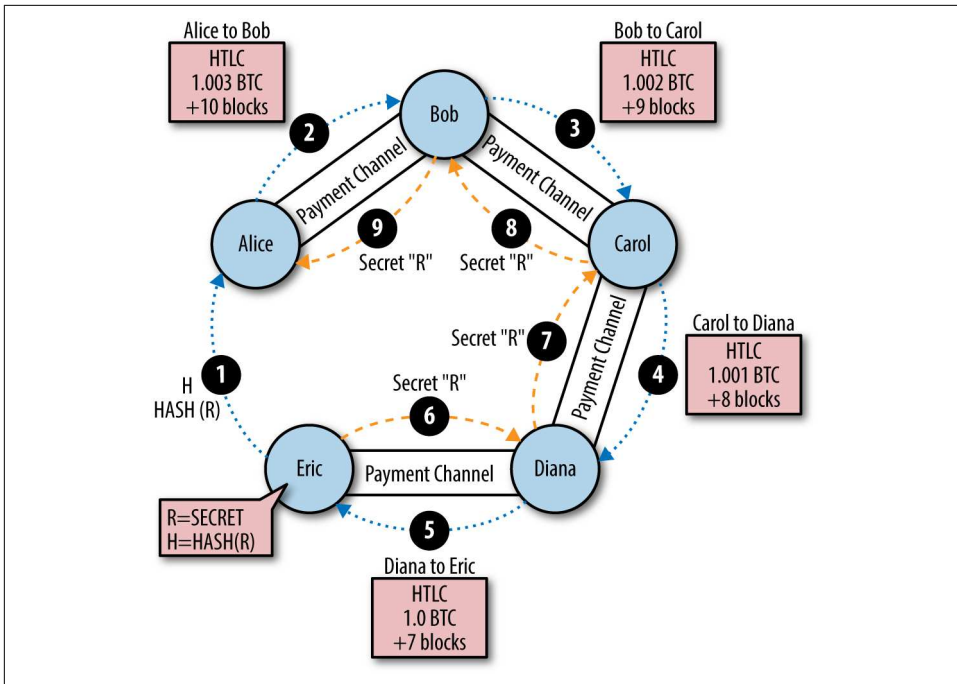 Alice to Bob
HTLC
1.003 BTC
+10 blocks
Bob to Carol
HTLC
1.002 BTC
+9 blocks
2
3
Bob
Payment Channel
Payment Channel
Alice
9
Secret "R"
8
Secret "R"
Carol
1
H
HASH (R)
Secret "R"
7
Payment Channel
4
Carol to Diana
HTLC
1.001 BTC
+8 blocks
Secret "R"
6
Eric
Payment Channel
Diana
R=SECRET
H=HASH(R)
5
Diana to Eric
HTLC
1.0 BTC
+7 blocks